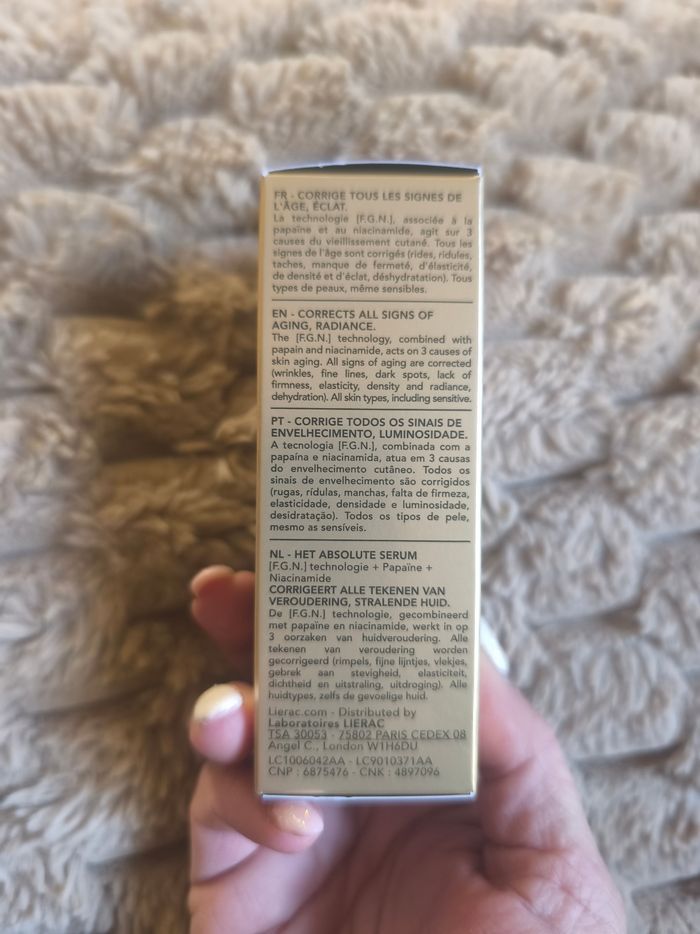 FR - CORRIGE TOUS LES SIGNES DE
L'ÂGE, ÉCLAT.
La technologie [F.G.N.], associée à la
papaïne et au niacinamide, agit sur 3
causes du vieillissement cutané. Tous les
signes de l'âge sont corrigés (rides, ridules,
taches, manque de fermeté, d'élasticité,
de densité et d'éclat, déshydratation). Tous
types de peaux, même sensibles.
EN - CORRECTS ALL SIGNS OF
AGING, RADIANCE.
The [F.G.N.] technology, combined with
papain and niacinamide, acts on 3 causes of
skin aging. All signs of aging are corrected
(wrinkles, fine lines, dark spots, lack of
firmness, elasticity, density and radiance,
dehydration). All skin types, including sensitive.
PT - CORRIGE TODOS OS SINAIS DE
ENVELHECIMENTO, LUMINOSIDADE.
A tecnologia [F.G.N.], combinada com a
papaína e niacinamida, atua em 3 causas
do envelhecimento cutâneo. Todos os
sinais de envelhecimento são corrigidos
(rugas, rídulas, manchas, falta de firmeza,
elasticidade, densidade e luminosidade,
desidratação). Todos os tipos de pele,
mesmo as sensíveis.
NL - HET ABSOLUTE SERUM
[F.G.N.] technologie + Papaïne +
Niacinamide
CORRIGEERT ALLE TEKENEN VAN
VEROUDERING, STRALENDE HUID.
De [F.G.N.] technologie, gecombineerd
met papaïne en niacinamide, werkt in op
3 oorzaken van huidveroudering. Alle
tekenen van veroudering worden
gecorrigeerd (rimpels, fijne lijntjes, vlekjes,
gebrek aan stevigheid, elasticiteit,
dichtheid en uitstraling, uitdroging). Alle
huidtypes, zelfs de gevoelige huid.
Lierac.com - Distributed by
Laboratoires LIERAC
TSA 30053 - 75802 PARIS CEDEX 08
Angel C., London W1H6DU
LC1006042AA - LC9010371AA
CNP : 6875476 - CNK : 4897096